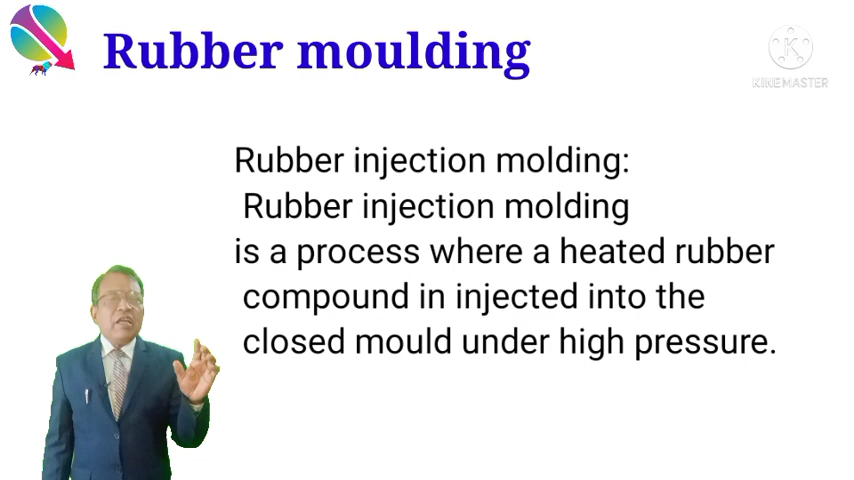 Rubber moulding
K
KINEMASTER
Rubber injection molding:
Rubber injection molding
is a process where a heated rubber
compound in injected into the
closed mould under high pressure.